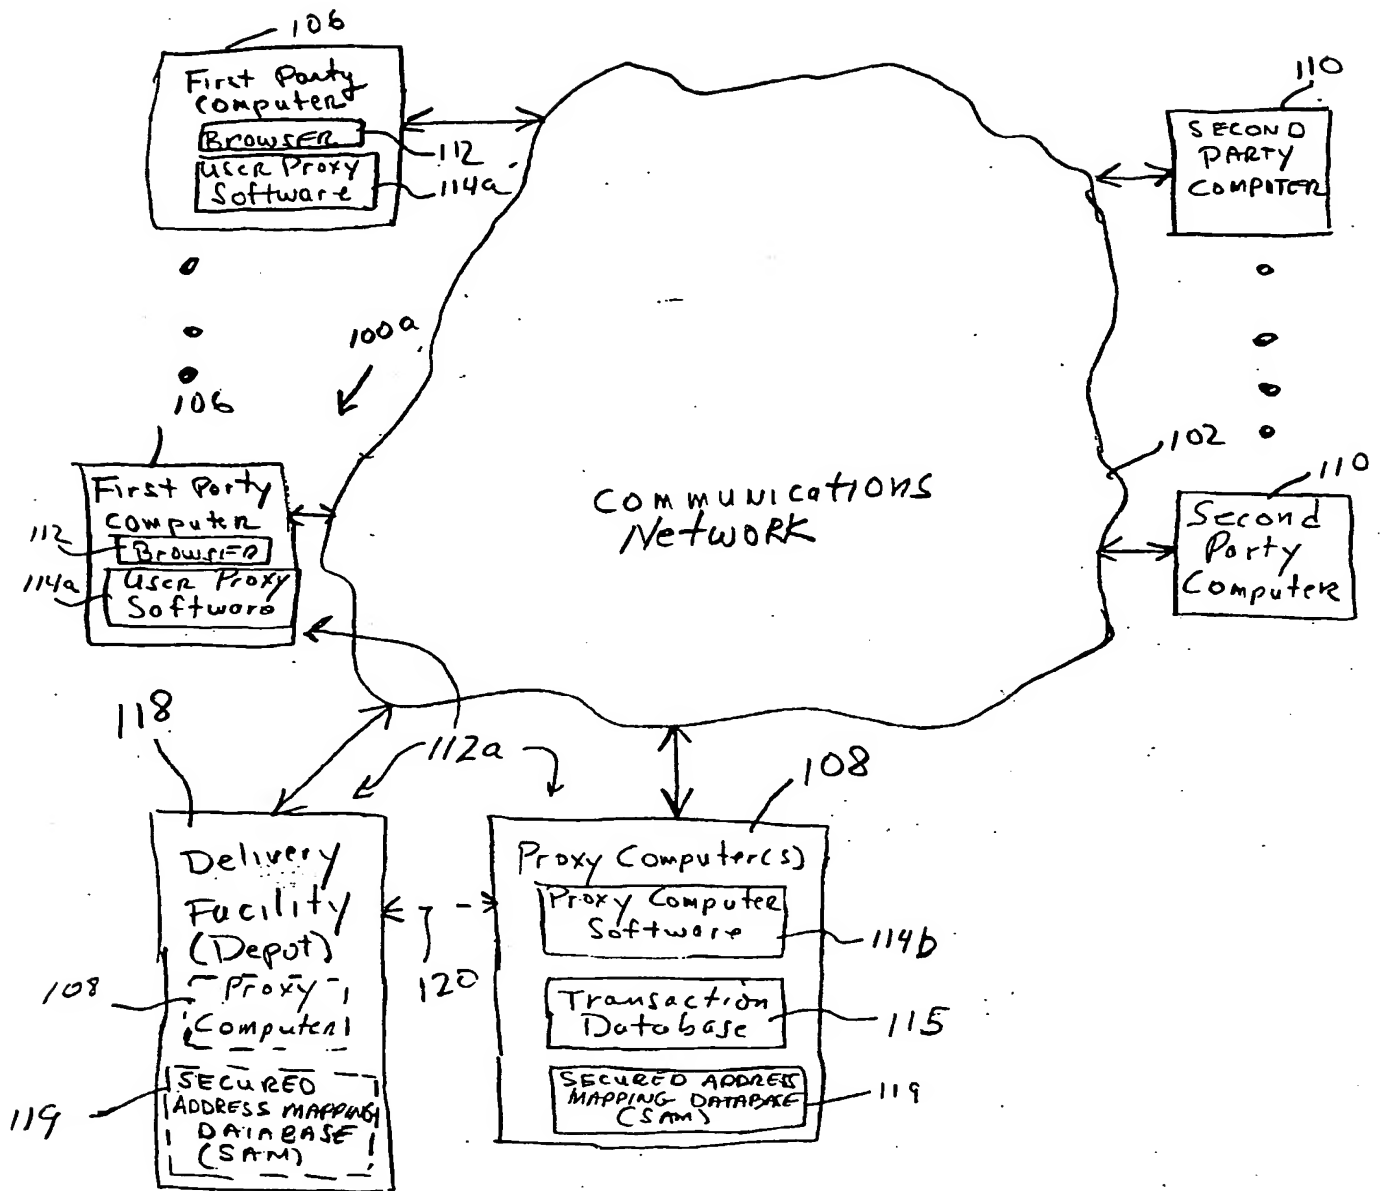 106
First Party
Computer
BROWSER
112
User Proxy
Software
114a
110
SECOND
PARTY
COMPUTER
100a
106
First Party
Computer
112
BROWSER
114a
User Proxy
Software
Communications
Network
102
110
Second
Party
Computer
118
112a
108
Delivery
Facility
(Depot)
108
Proxy
Computer
119
SECURED
ADDRESS MAPPING
DATABASE
(SAM)
120
Proxy Computer(s)
Proxy Computer
Software
114b
Transaction
Database
115
SECURED ADDRESS
MAPPING DATABASE
(SAM)
119